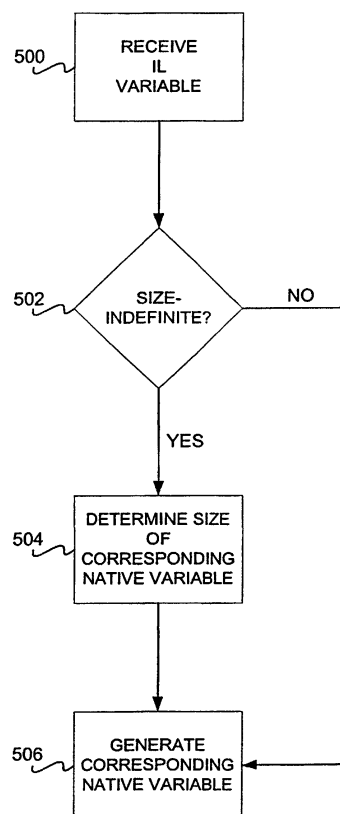 500
RECEIVE
IL
VARIABLE
502
SIZE-
INDEFINITE?
NO
YES
504
DETERMINE SIZE
OF
CORRESPONDING
NATIVE VARIABLE
506
GENERATE
CORRESPONDING
NATIVE VARIABLE